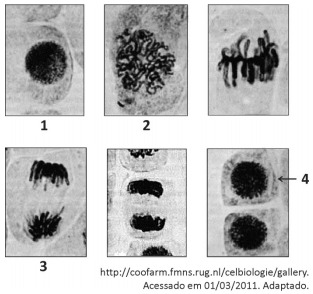 1
2
3
4
http://coofarm.fmns.rug.nl/celbiologie/gallery.
Acessado em 01/03/2011. Adaptado.